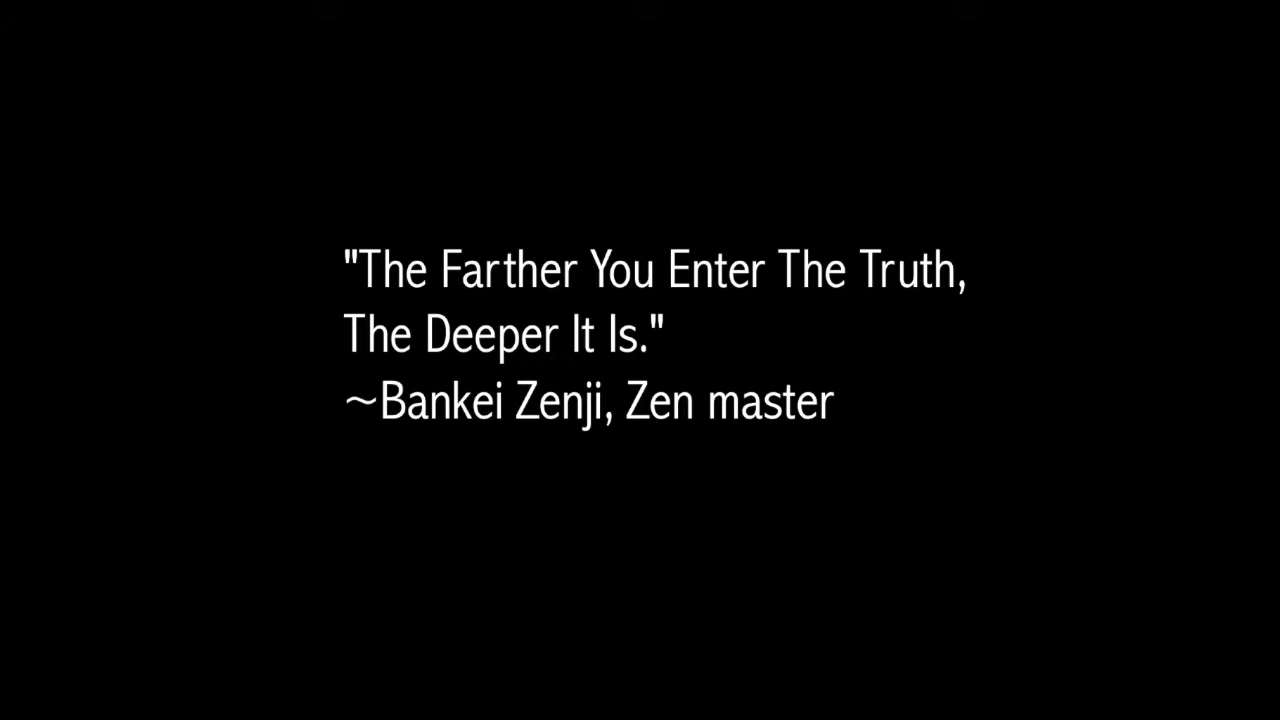 "The Farther You Enter The Truth,
The Deeper It Is."
~Bankei Zenji, Zen master